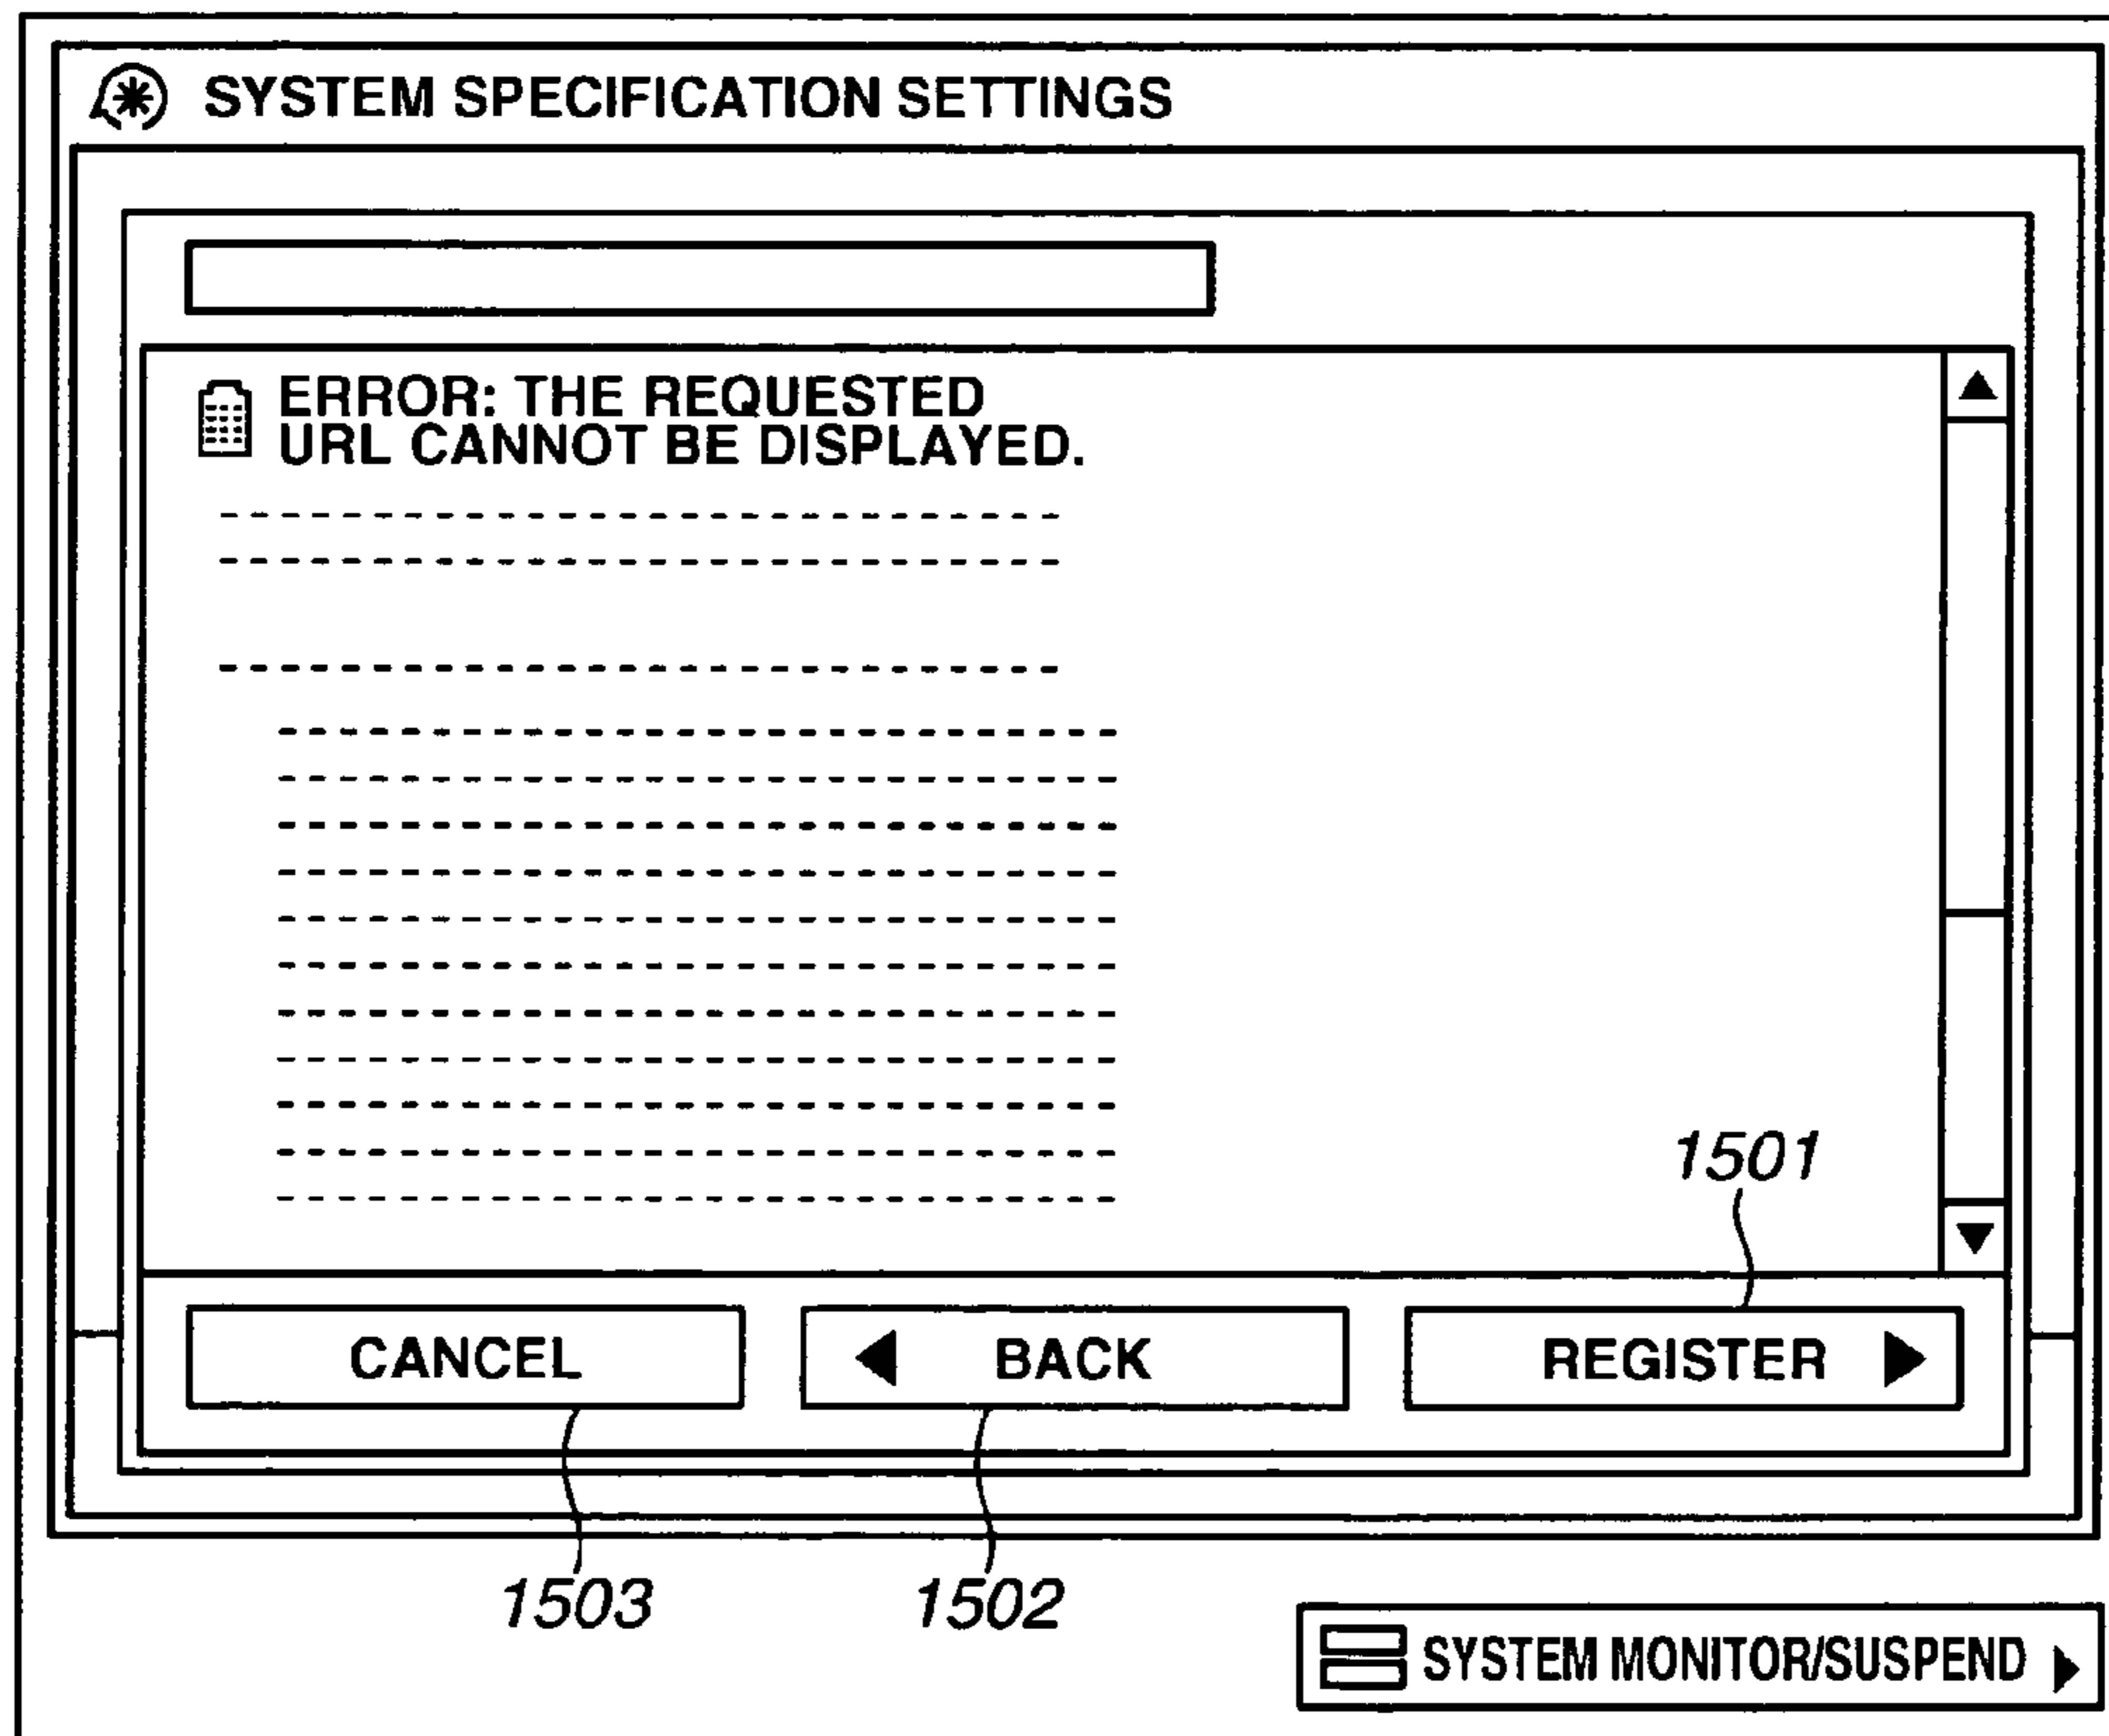 SYSTEM SPECIFICATION SETTINGS
ERROR: THE REQUESTED
URL CANNOT BE DISPLAYED.
1501
CANCEL
BACK
REGISTER
1503
1502
SYSTEM MONITOR/SUSPEND